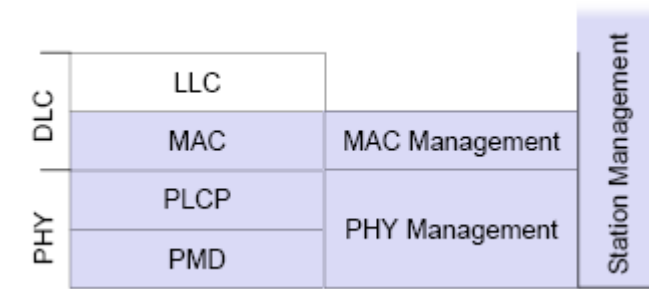 DLC
LLC
MAC
MAC Management
PHY
PLCP
PMD
PHY Management
Station Management